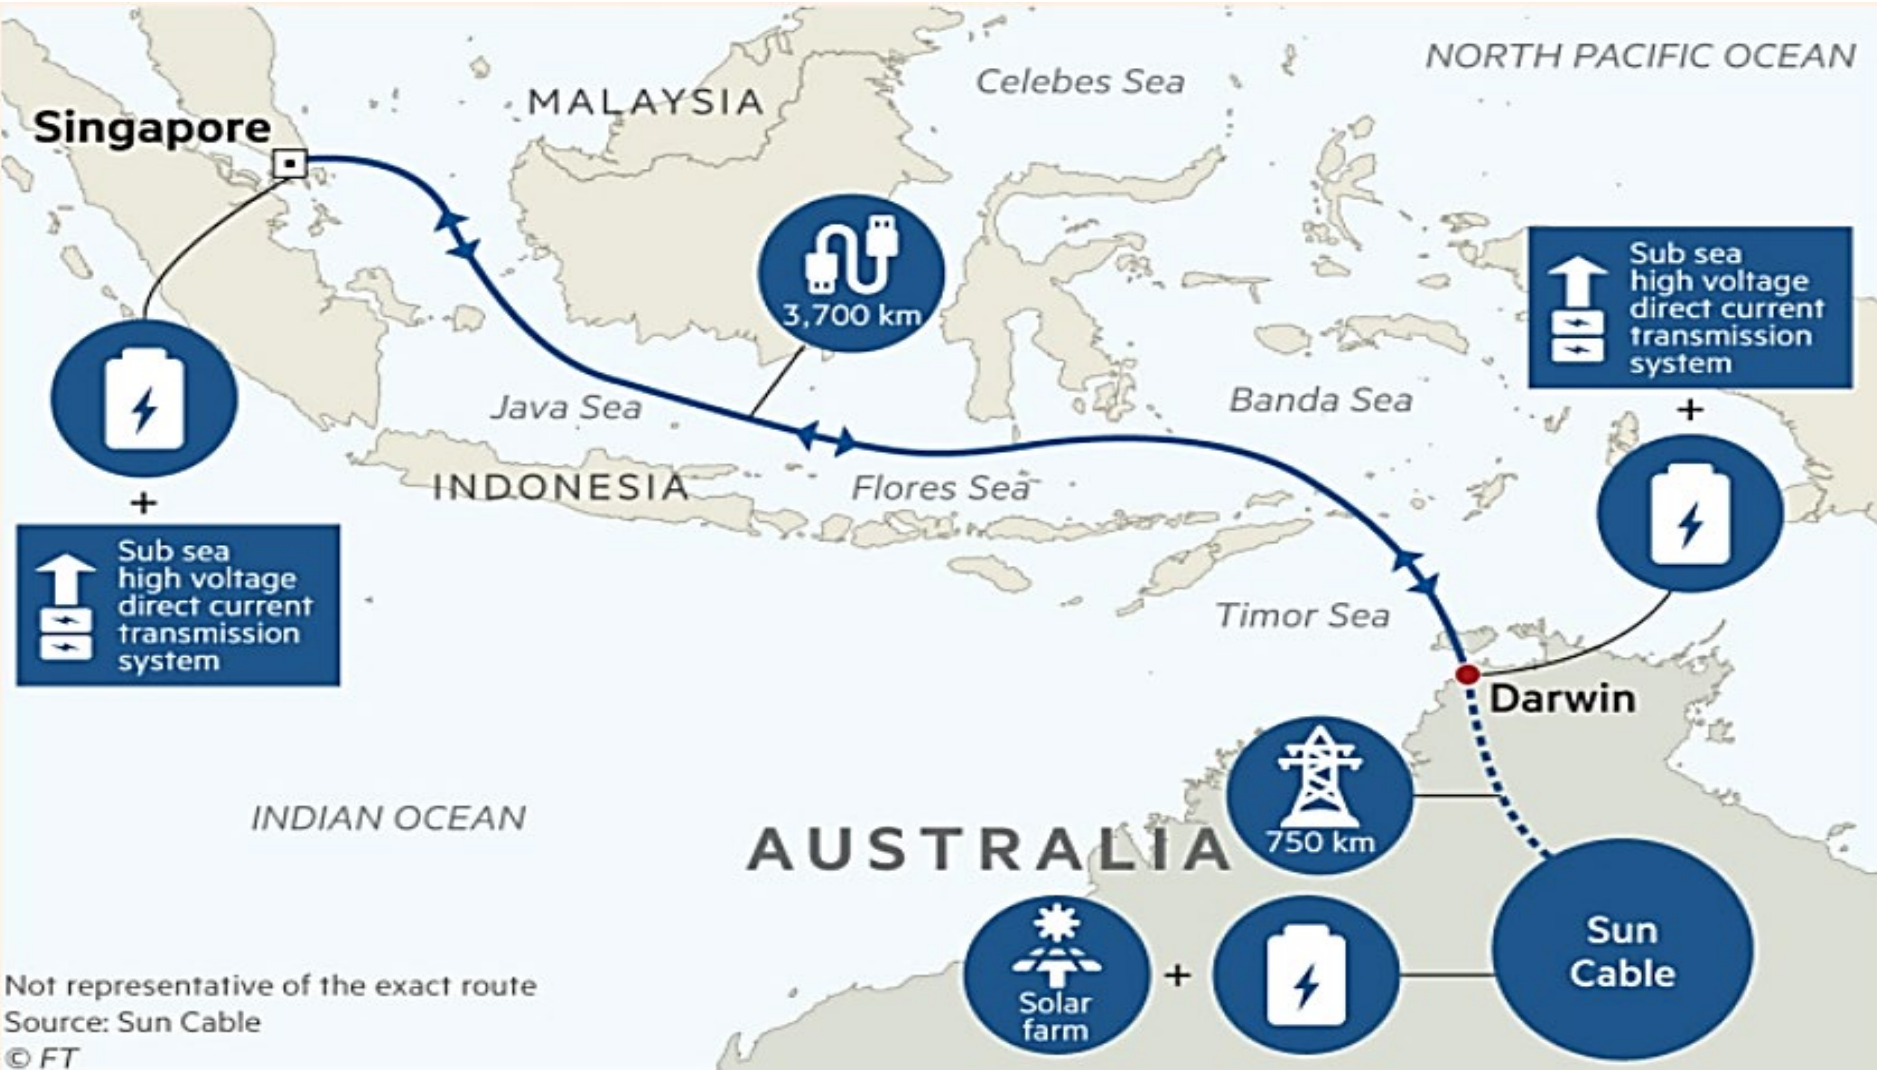 NORTH PACIFIC OCEAN
Celebes Sea
MALAYSIA
Singapore
3,700 km
Sub sea
high voltage
direct current
transmission
system
+
Java Sea
Banda Sea
INDONESIA
Flores Sea
+
Sub sea
high voltage
direct current
transmission
system
Timor Sea
Darwin
INDIAN OCEAN
AUSTRALIA
750 km
Sun
Cable
Solar
farm
+
Not representative of the exact route
Source: Sun Cable
© FT